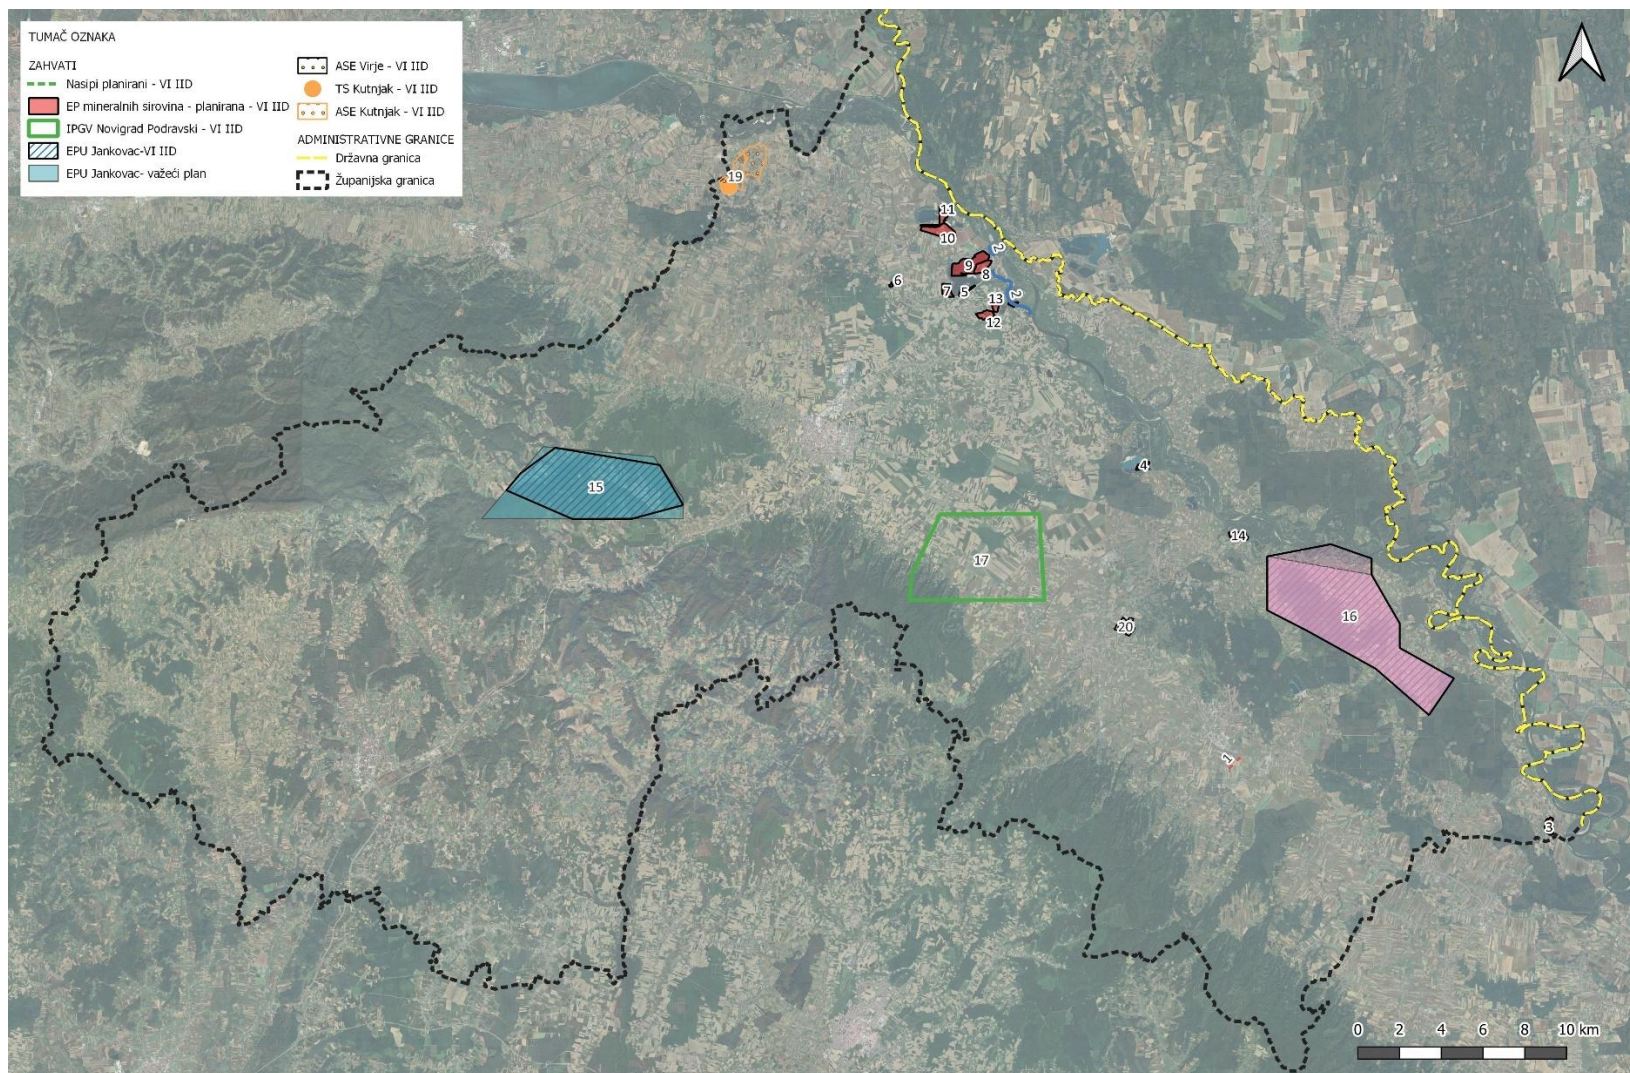 TUMAČ OZNAKA
ZAHVATI
Nasipi planirani - VI IID
EP mineralnih sirovina - planirana - VI IID
IPGV Novigrad Podravski - VI IID
EPU Jankovac-VI IID
EPU Jankovac- važeći plan
ASE Virje - VI IID
TS Kutnjak - VI IID
ASE Kutnjak - VI IID
ADMINISTRATIVNE GRANICE
Državna granica
Županijska granica
19
11
10
2
9
8
6
7
5
13
2
12
4
15
14
17
16
20
1
3
0 2 4 6 8 10 km